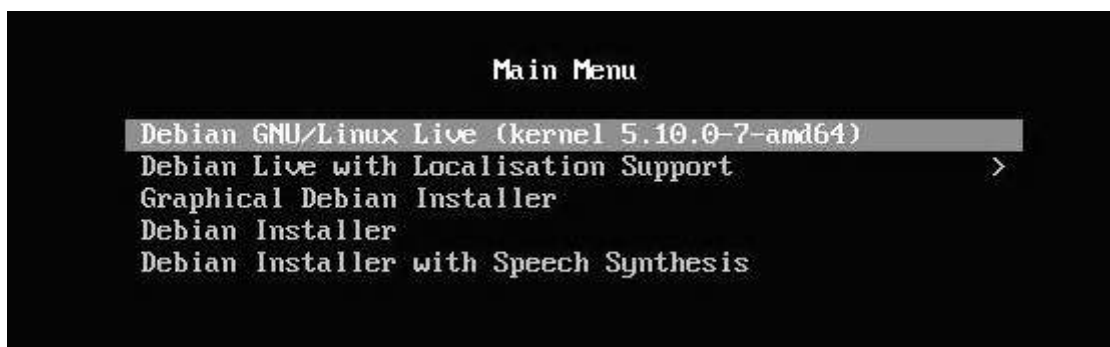 Main Menu
Debian GNU/Linux Live (kernel 5.10.0-7-amd64)
Debian Live with Localisation Support >
Graphical Debian Installer
Debian Installer
Debian Installer with Speech Synthesis